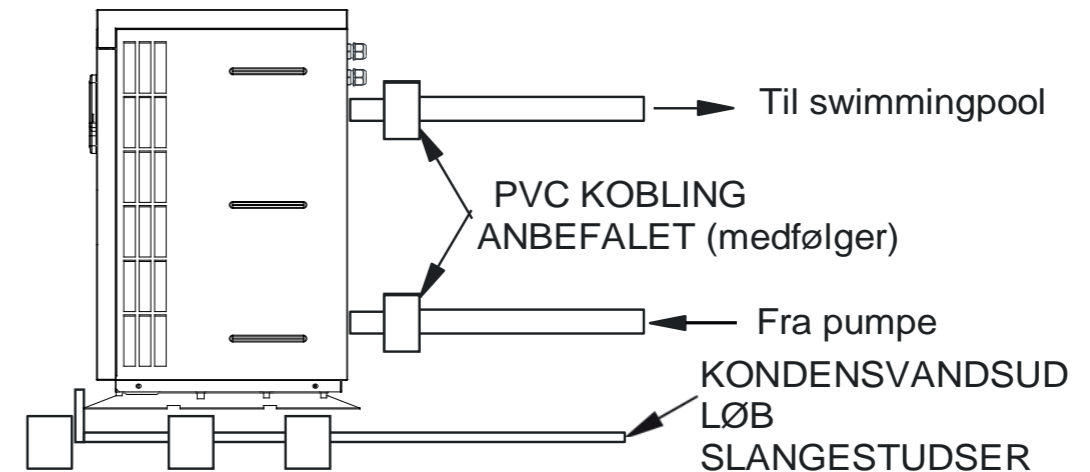 Til swimmingpool
PVC KOBLING
ANBEFALET (medfølger)
Fra pumpe
KONDENSVANDSUD
LØB
SLANGESTUDSER